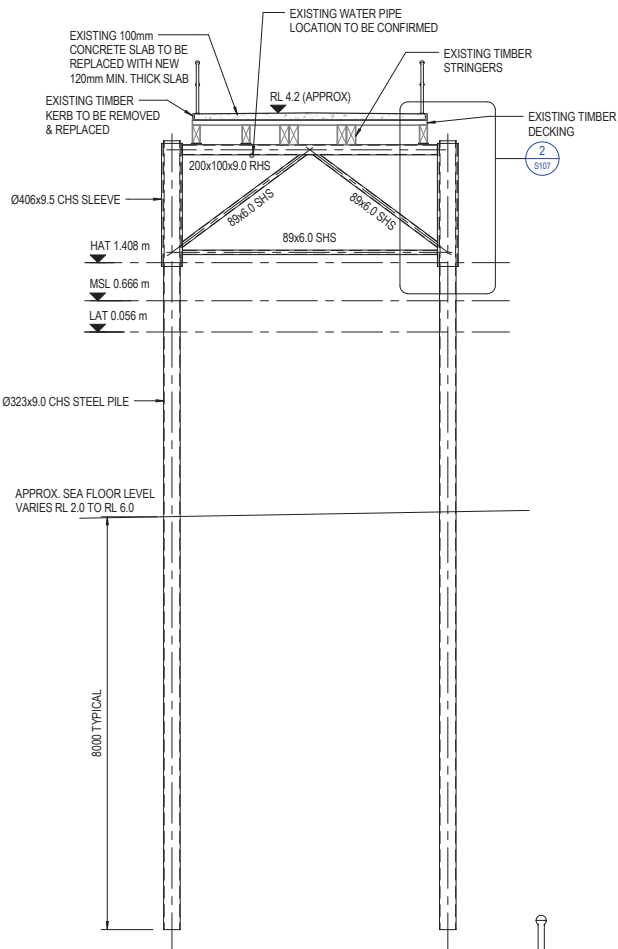 EXISTING WATER PIPE
LOCATION TO BE CONFIRMED
EXISTING 100mm
CONCRETE SLAB TO BE
REPLACED WITH NEW
120mm MIN. THICK SLAB
EXISTING TIMBER
STRINGERS
RL 4.2 (APPROX)
EXISTING TIMBER
KERB TO BE REMOVED
& REPLACED
EXISTING TIMBER
DECKING
2
S107
200x100x9.0 RHS
Ø406x9.5 CHS SLEEVE
89x6.0 SHS
89x6.0 SHS
89x6.0 SHS
HAT 1.408 m
MSL 0.666 m
LAT 0.056 m
Ø323x9.0 CHS STEEL PILE
APPROX. SEA FLOOR LEVEL
VARIES RL 2.0 TO RL 6.0
8000 TYPICAL